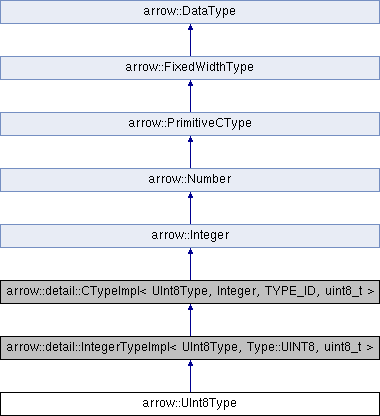 arrow::DataType
arrow::FixedWidthType
arrow::PrimitiveCType
arrow::Number
arrow::Integer
arrow::detail::CTypeImpl< UInt8Type, Integer, TYPE_ID, uint8_t >
arrow::detail::IntegerTypeImpl< UInt8Type, Type::UINT8, uint8_t >
arrow::UInt8Type